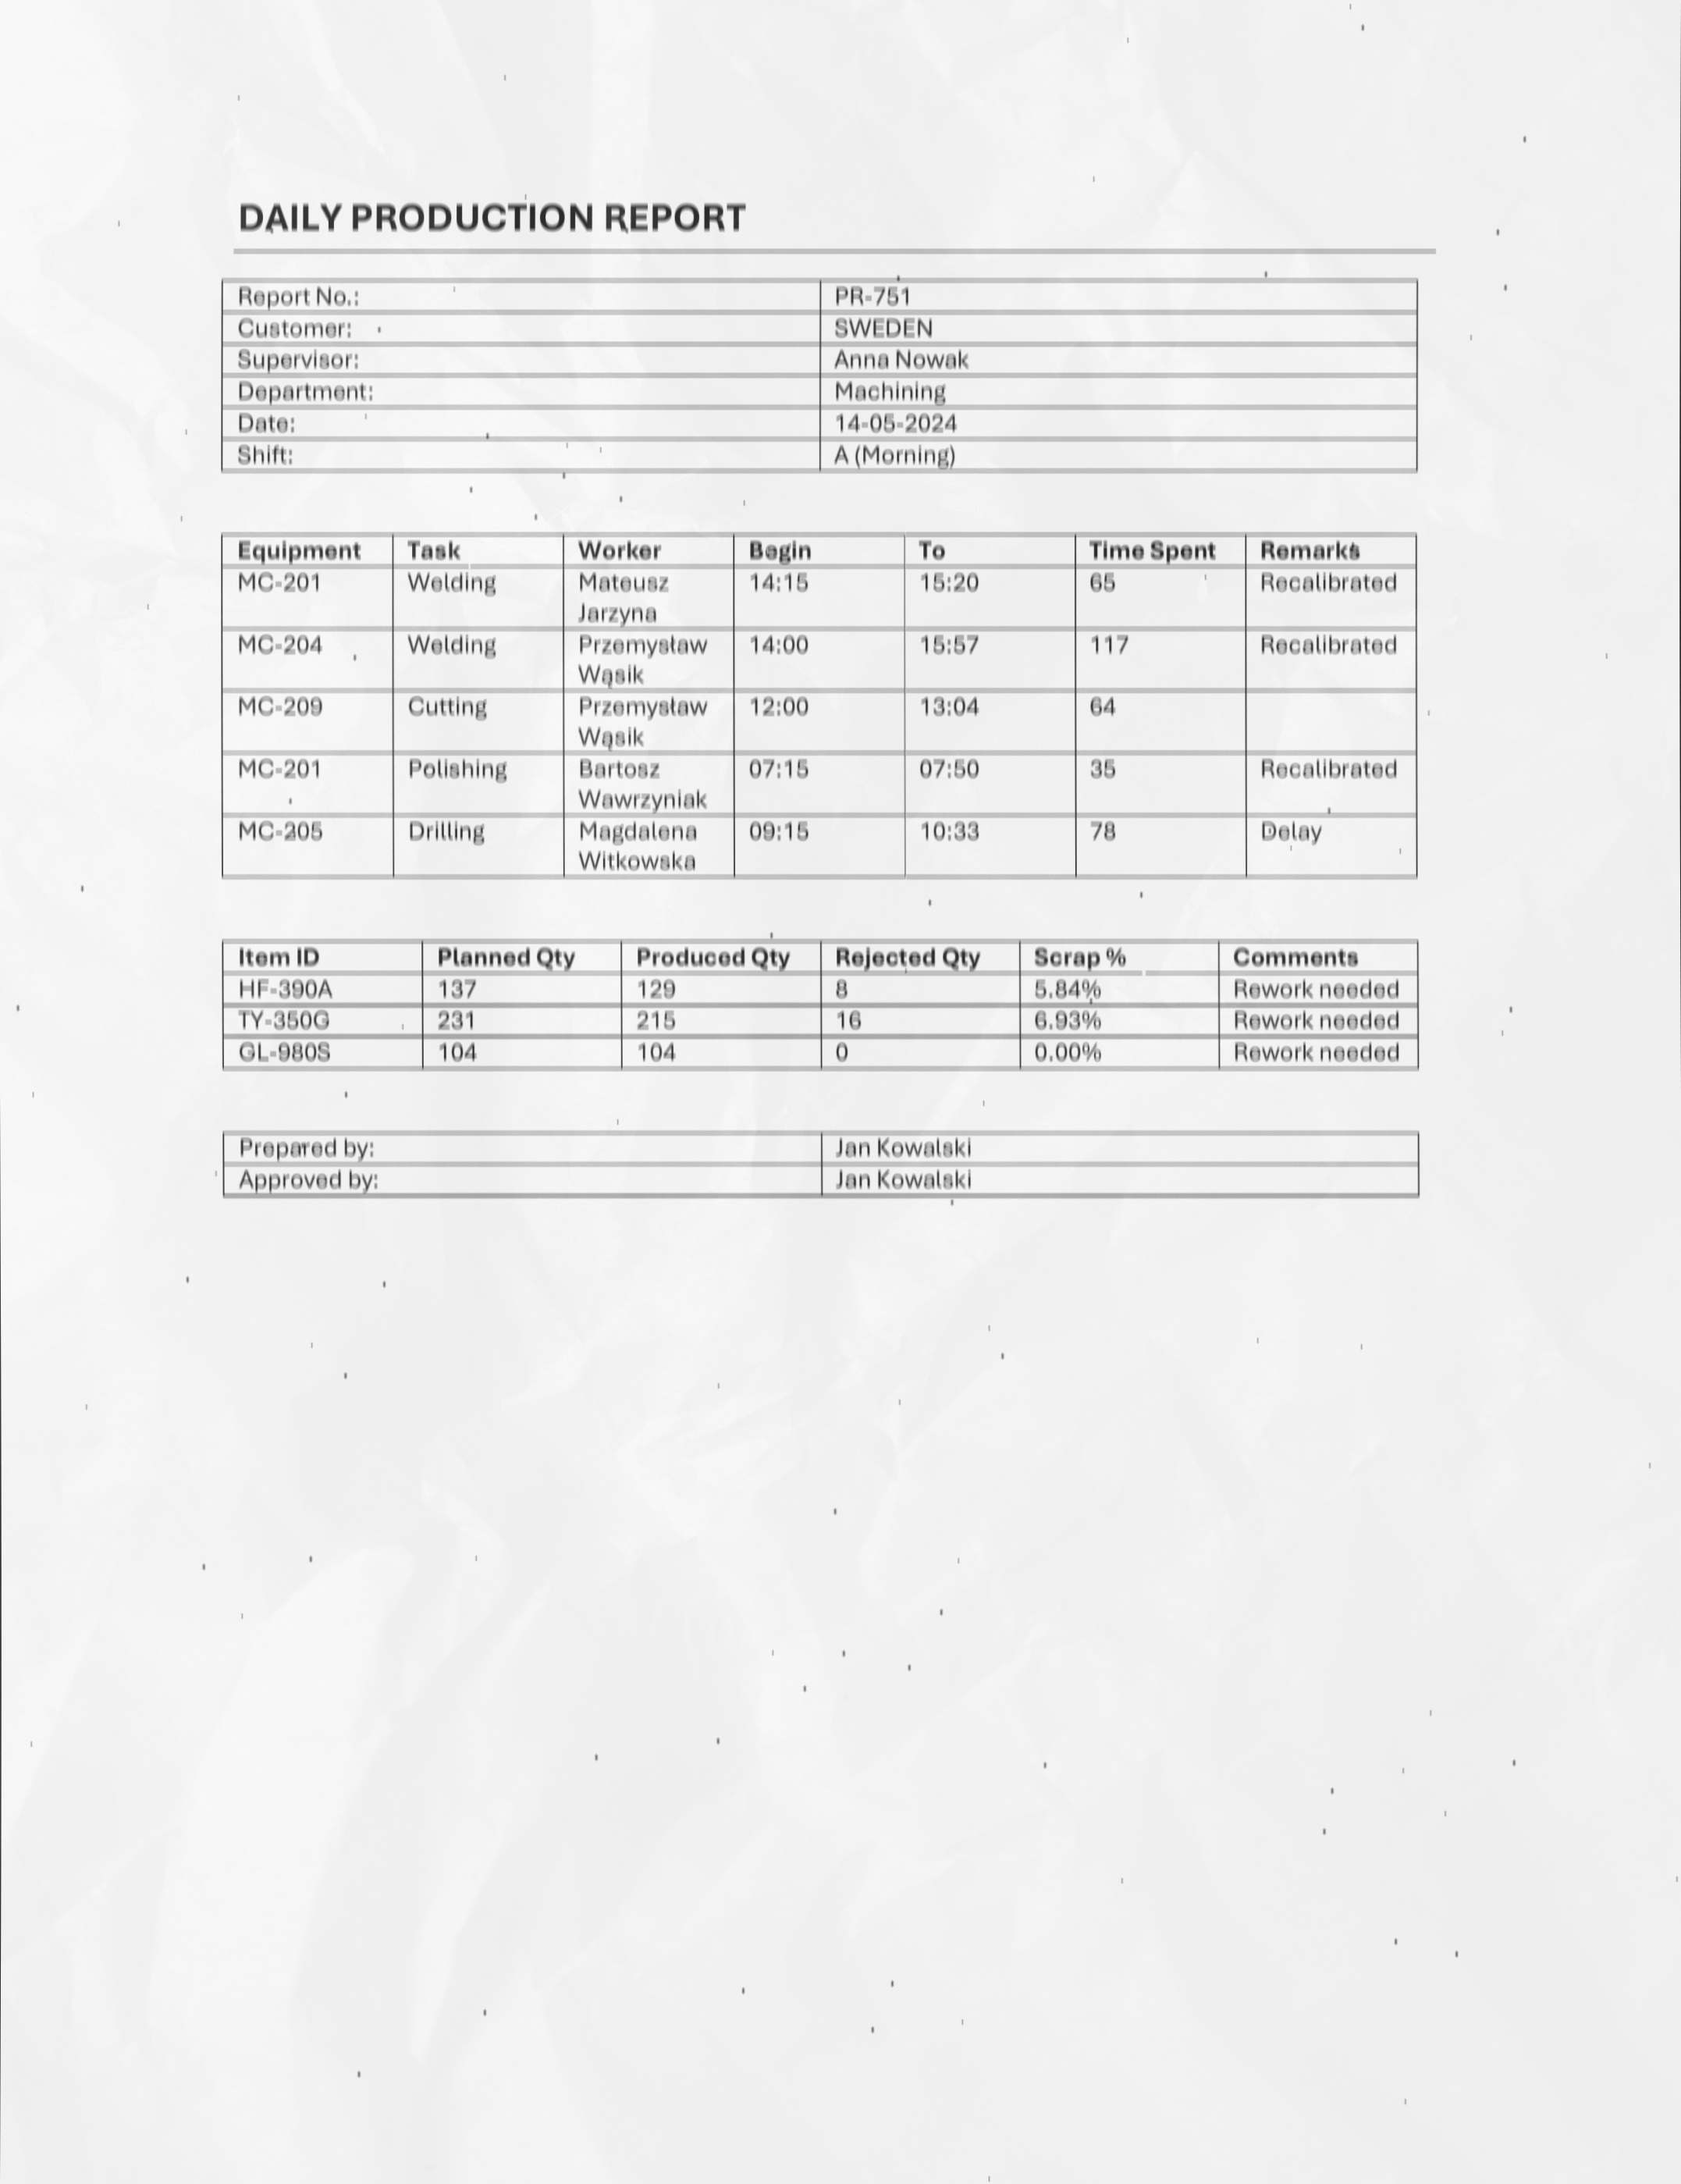 DAILY PRODUCTION REPORT
Report No.: PR-751
Customer: SWEDEN
Supervisor: Anna Nowak
Department: Machining
Date: 14-05-2024
Shift: A (Morning)
Equipment Task Worker Begin To Time Spent Remarks
MC-201 Welding Mateusz 14:15 15:20 65 Recalibrated
Jarzyna
MC-204 Welding Przemysław 14:00 15:57 117 Recalibrated
Wąsik
MC-209 Cutting Przemysław 12:00 13:04 64
Wąsik
MC-201 Polishing Bartosz 07:15 07:50 35 Recalibrated
Wawrzyniak
MC-205 Drilling Magdalena 09:15 10:33 78 Delay
Witkowska
Item ID Planned Qty Produced Qty Rejected Qty Scrap % Comments
HF-390A 137 129 8 5.84% Rework needed
TY-350G 231 215 16 6.93% Rework needed
GL-980S 104 104 0 0.00% Rework needed
Prepared by: Jan Kowalski
Approved by: Jan Kowalski